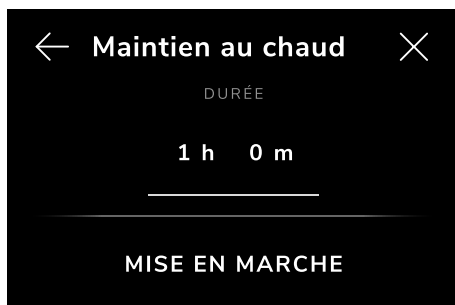 Maintien au chaud
DURÉE
1 h 0 m
MISE EN MARCHE